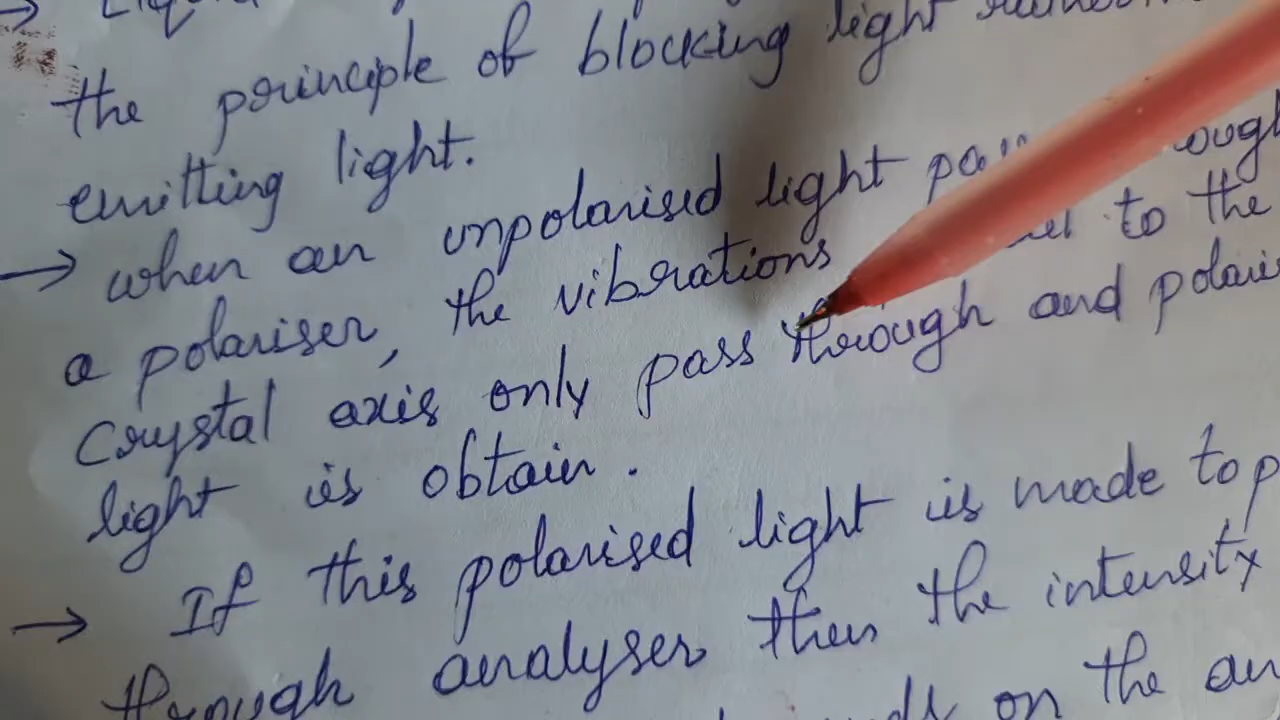 → Liquid
the principle of blocking light
emitting light.
→ when an unpolarised light
a polariser, the vibrations to the
Crystal axis only pass through and
light is obtain.
→ If this polarised light is made to
through analyser then the intensity
on the